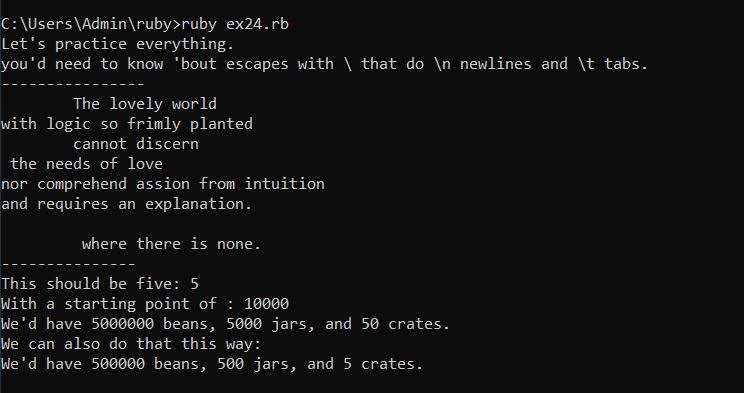 C:\Users\Admin\ruby>ruby ex24.rb
Let's practice everything.
you'd need to know 'bout escapes with \ that do \n newlines and \t tabs.
----------------
        The lovely world
with logic so frimly planted
        cannot discern
 the needs of love
nor comprehend assion from intuition
and requires an explanation.

         where there is none.
---------------
This should be five: 5
With a starting point of : 10000
We'd have 5000000 beans, 5000 jars, and 50 crates.
We can also do that this way:
We'd have 500000 beans, 500 jars, and 5 crates.